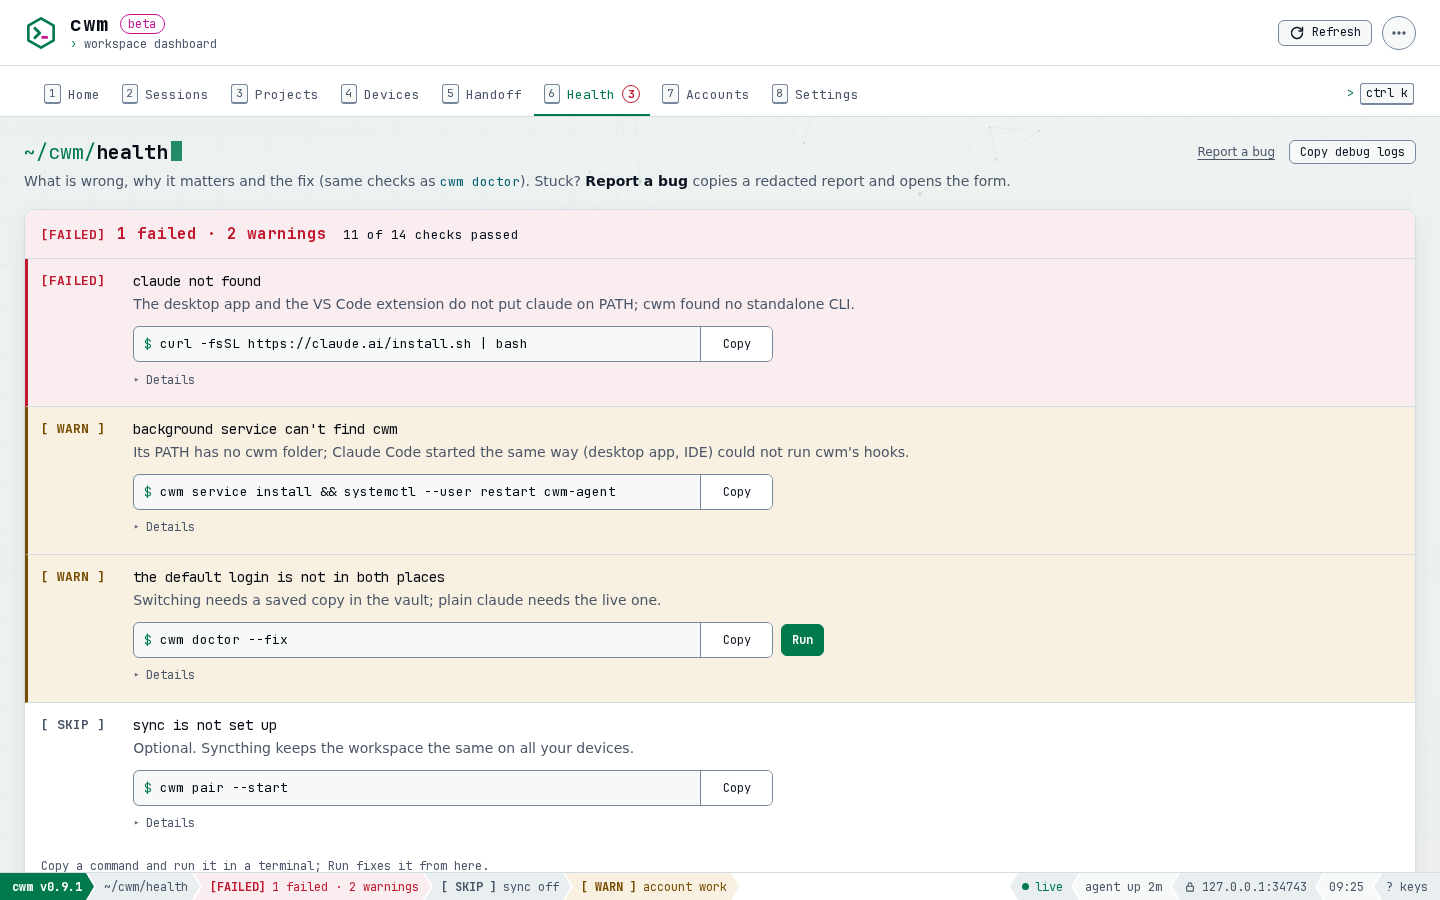 cwm beta
› workspace dashboard
Refresh
1 Home 2 Sessions 3 Projects 4 Devices 5 Handoff 6 Health 3 7 Accounts 8 Settings > ctrl k
~/cwm/health
Report a bug Copy debug logs
What is wrong, why it matters and the fix (same checks as cwm doctor). Stuck? Report a bug copies a redacted report and opens the form.
[FAILED] 1 failed · 2 warnings 11 of 14 checks passed
[FAILED] claude not found
The desktop app and the VS Code extension do not put claude on PATH; cwm found no standalone CLI.
$ curl -fsSL https://claude.ai/install.sh | bash Copy
▸ Details
[ WARN ] background service can't find cwm
Its PATH has no cwm folder; Claude Code started the same way (desktop app, IDE) could not run cwm's hooks.
$ cwm service install && systemctl --user restart cwm-agent Copy
▸ Details
[ WARN ] the default login is not in both places
Switching needs a saved copy in the vault; plain claude needs the live one.
$ cwm doctor --fix Copy Run
▸ Details
[ SKIP ] sync is not set up
Optional. Syncthing keeps the workspace the same on all your devices.
$ cwm pair --start Copy
▸ Details
Copy a command and run it in a terminal; Run fixes it from here.
cwm v0.9.1 ~/cwm/health [FAILED] 1 failed · 2 warnings [ SKIP ] sync off [ WARN ] account work live agent up 2m 127.0.0.1:34743 09:25 ? keys